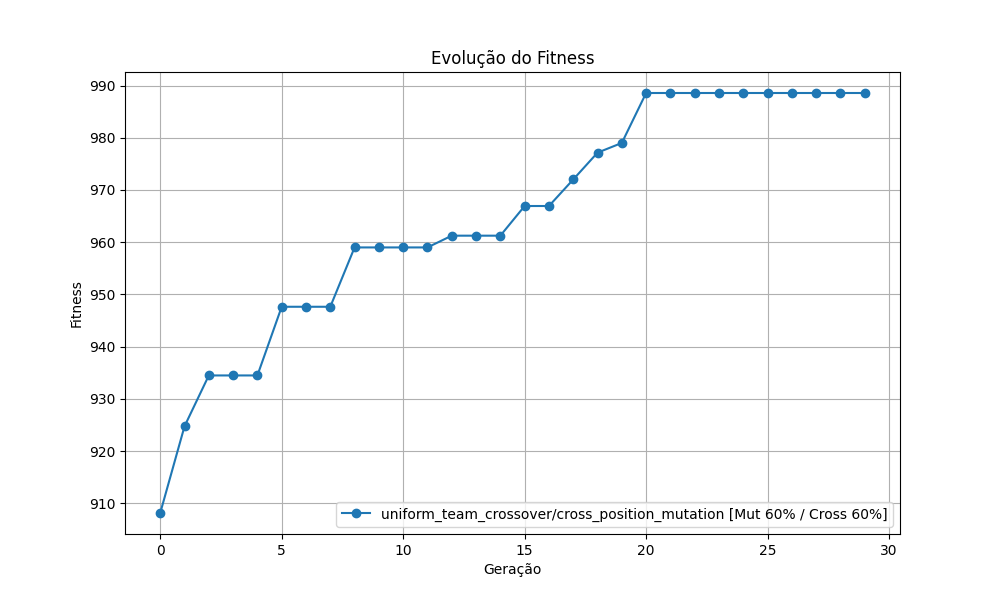 Evolução do Fitness
Fitness
990
980
970
960
950
940
930
920
910
uniform_team_crossover/cross_position_mutation [Mut 60% / Cross 60%]
0 5 10 15 20 25 30
Geração